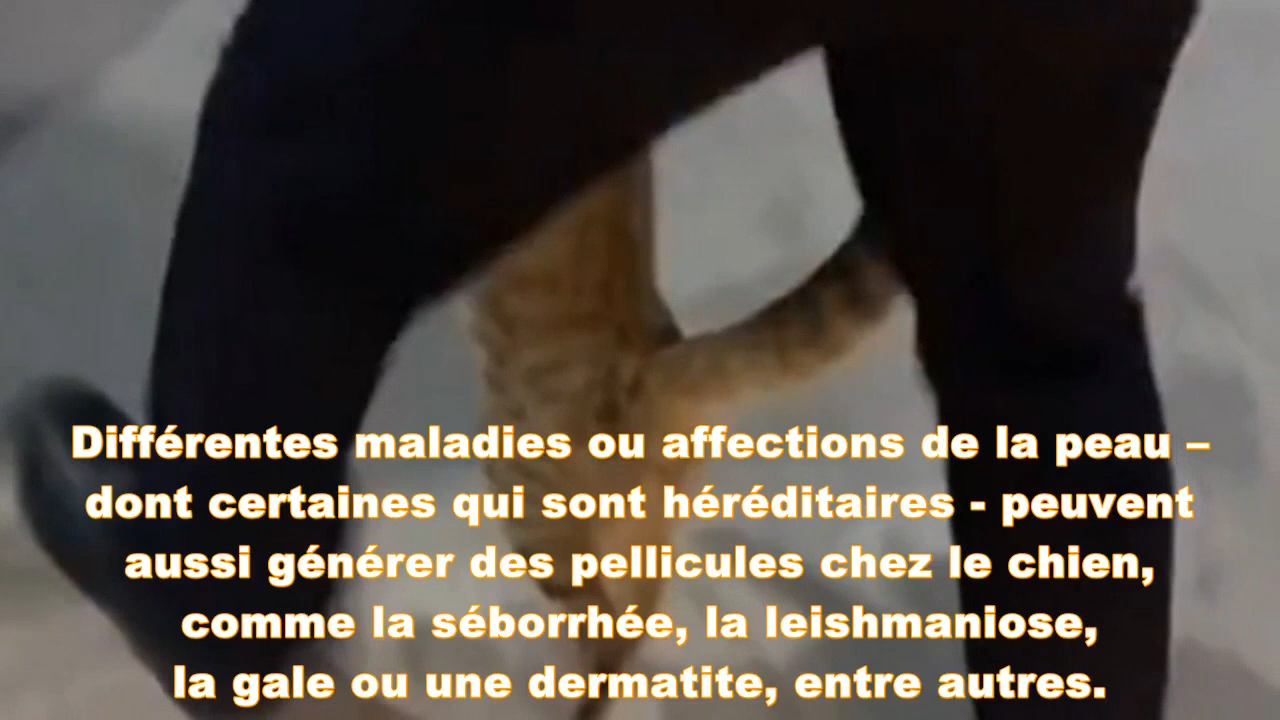 Différentes maladies ou affections de la peau –
dont certaines qui sont héréditaires - peuvent
aussi générer des pellicules chez le chien,
comme la séborrhée, la leishmaniose,
la gale ou une dermatite, entre autres.